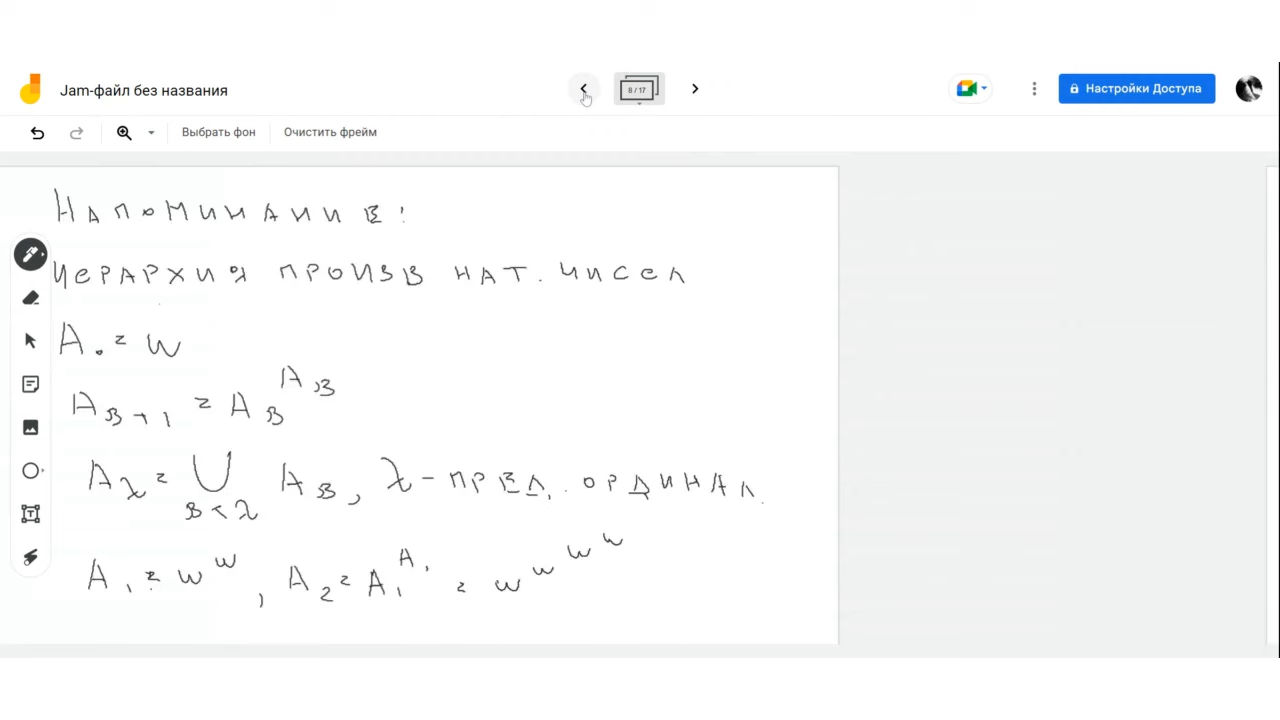 Jam-файл без названия
8 / 17
Настройки Доступа
Выбрать фон
Очистить фрейм
Напоминание:
Иерархия произв нат. чисел
A₀ = w
A_{β+1} = A_β^{A_β}
A_λ = ∪_{β<λ} A_β, λ - пред. ординал.
A₁ = w^w, A₂ = A₁^{A₁} = w^{w^{w^w}}